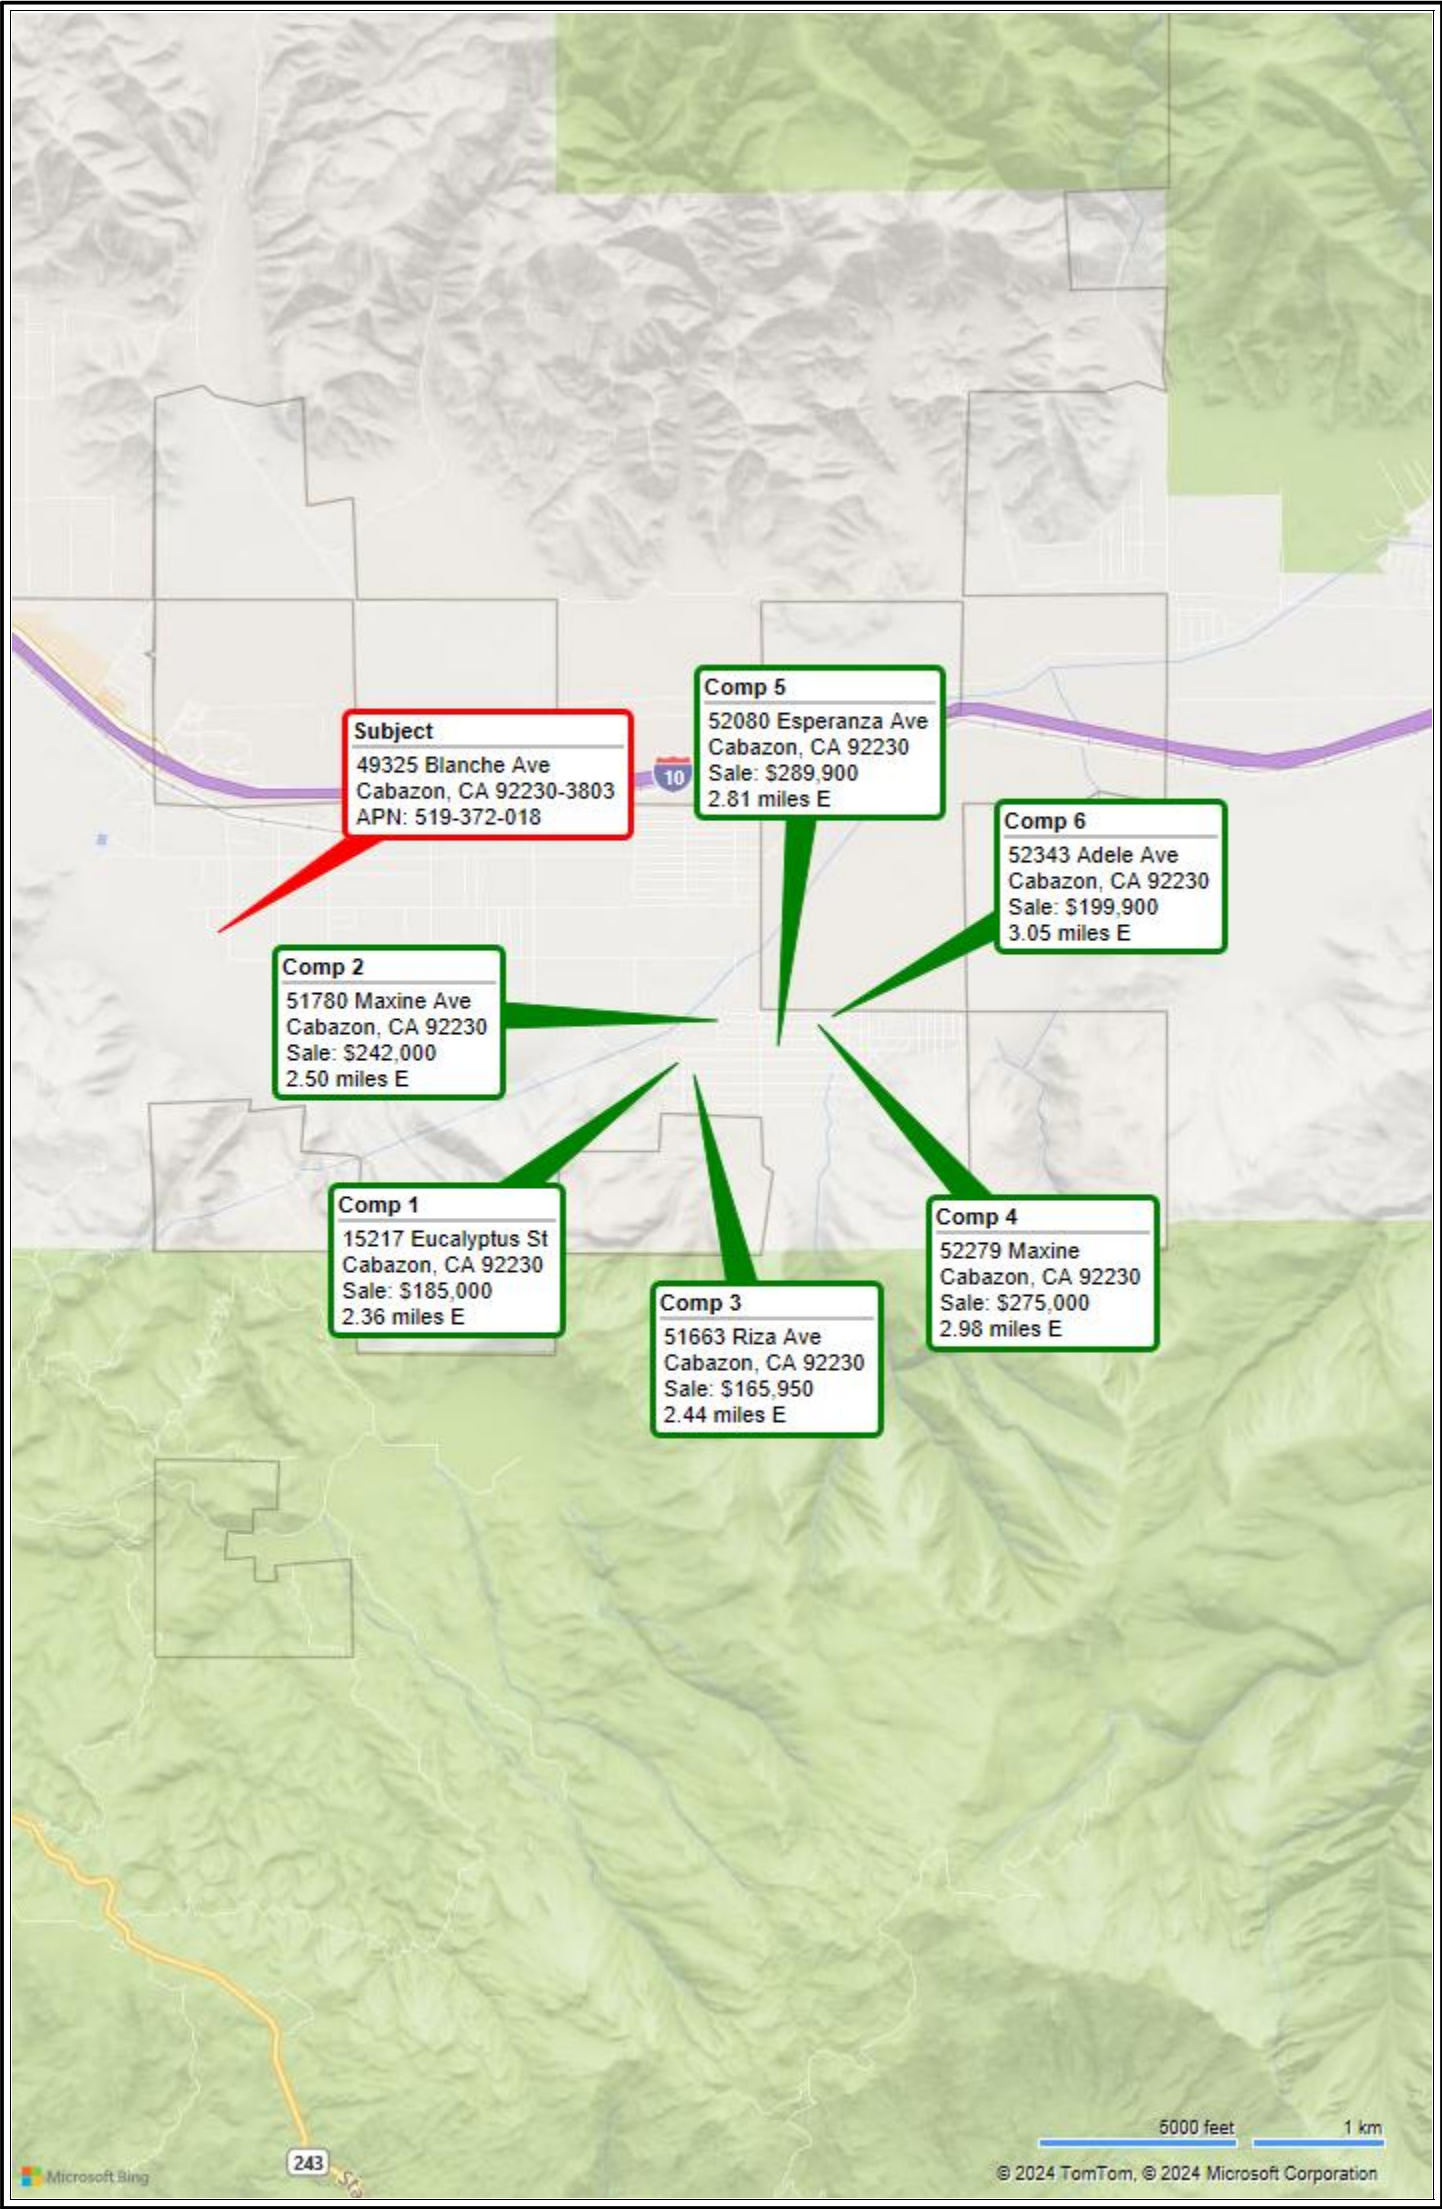 Comp 5
52080 Esperanza Ave
Cabazon, CA 92230
Sale: $289,900
2.81 miles E
Subject
49325 Blanche Ave
Cabazon, CA 92230-3803
APN: 519-372-018
10
Comp 6
52343 Adele Ave
Cabazon, CA 92230
Sale: $199,900
3.05 miles E
Comp 2
51780 Maxine Ave
Cabazon, CA 92230
Sale: $242,000
2.50 miles E
Comp 1
15217 Eucalyptus St
Cabazon, CA 92230
Sale: $185,000
2.36 miles E
Comp 4
52279 Maxine
Cabazon, CA 92230
Sale: $275,000
2.98 miles E
Comp 3
51663 Riza Ave
Cabazon, CA 92230
Sale: $165,950
2.44 miles E
5000 feet
1 km
243
Sta
Microsoft Bing
© 2024 TomTom, © 2024 Microsoft Corporation